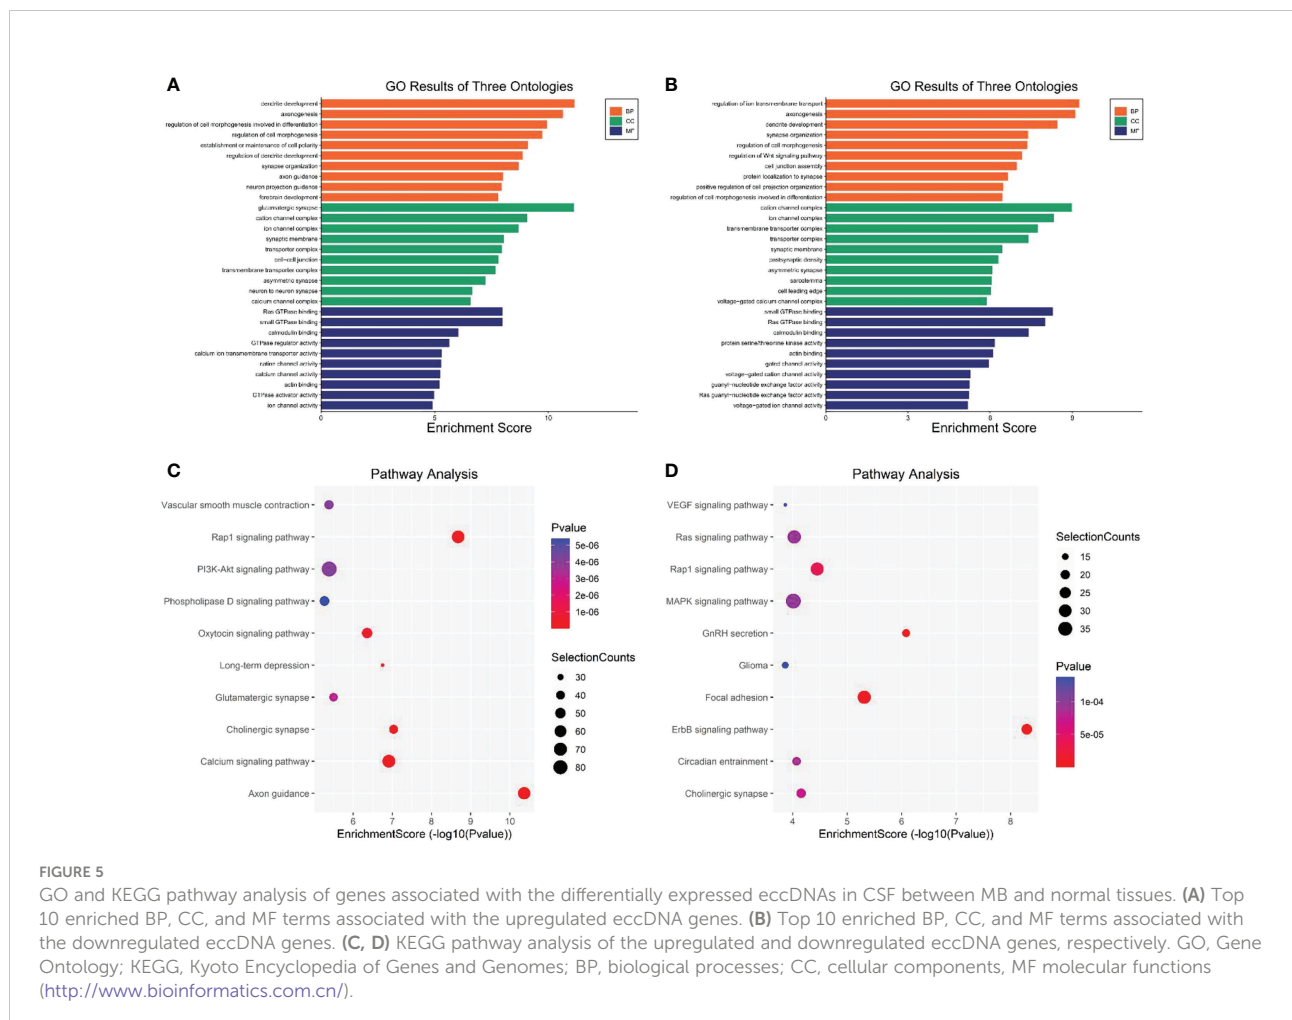 A
GO Results of Three Ontologies
dendrite development
axonogenesis
regulation of cell morphogenesis involved in differentiation
regulation of cell morphogenesis
establishment or maintenance of cell polarity
regulation of dendrite development
synapse organization
axon guidance
neuron projection guidance
forebrain development
glutamatergic synapse
cation channel complex
ion channel complex
synaptic membrane
transporter complex
cell-cell junction
transmembrane transporter complex
asymmetric synapse
neuron to neuron synapse
calcium channel complex
Ras GTPase binding
small GTPase binding
calmodulin binding
GTPase regulator activity
calcium ion transmembrane transporter activity
cation channel activity
calcium channel activity
actin binding
GTPase activator activity
ion channel activity
0 5 10
Enrichment Score
BP
CC
MF
B
GO Results of Three Ontologies
regulation of ion transmembrane transport
axonogenesis
dendrite development
synapse organization
regulation of cell morphogenesis
regulation of Wnt signaling pathway
cell junction assembly
protein localization to synapse
positive regulation of cell projection organization
regulation of cell morphogenesis involved in differentiation
cation channel complex
ion channel complex
transmembrane transporter complex
transporter complex
synaptic membrane
postsynaptic density
asymmetric synapse
sarcolemma
cell leading edge
voltage-gated calcium channel complex
small GTPase binding
Ras GTPase binding
calmodulin binding
protein serine/threonine kinase activity
actin binding
gated channel activity
voltage-gated cation channel activity
guanyl-nucleotide exchange factor activity
Ras guanyl-nucleotide exchange factor activity
voltage-gated ion channel activity
0 3 6 9
Enrichment Score
BP
CC
MF
C
Pathway Analysis
Vascular smooth muscle contraction
Rap1 signaling pathway
PI3K-Akt signaling pathway
Phospholipase D signaling pathway
Oxytocin signaling pathway
Long-term depression
Glutamatergic synapse
Cholinergic synapse
Calcium signaling pathway
Axon guidance
6 7 8 9 10
EnrichmentScore (-log10(Pvalue))
Pvalue
5e-06
4e-06
3e-06
2e-06
1e-06
SelectionCounts
30
40
50
60
70
80
D
Pathway Analysis
VEGF signaling pathway
Ras signaling pathway
Rap1 signaling pathway
MAPK signaling pathway
GnRH secretion
Glioma
Focal adhesion
ErbB signaling pathway
Circadian entrainment
Cholinergic synapse
4 5 6 7 8
EnrichmentScore (-log10(Pvalue))
SelectionCounts
15
20
25
30
35
Pvalue
1e-04
5e-05
FIGURE 5
GO and KEGG pathway analysis of genes associated with the differentially expressed eccDNAs in CSF between MB and normal tissues. (A) Top
10 enriched BP, CC, and MF terms associated with the upregulated eccDNA genes. (B) Top 10 enriched BP, CC, and MF terms associated with
the downregulated eccDNA genes. (C, D) KEGG pathway analysis of the upregulated and downregulated eccDNA genes, respectively. GO, Gene
Ontology; KEGG, Kyoto Encyclopedia of Genes and Genomes; BP, biological processes; CC, cellular components, MF molecular functions
(http://www.bioinformatics.com.cn/).